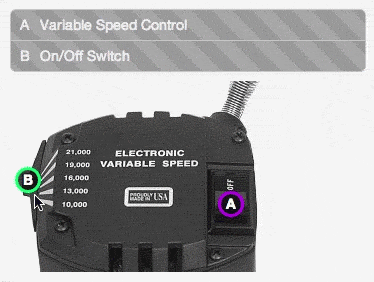 A Variable Speed Control
B On/Off Switch
21,000
19,000
16,000
13,000
10,000
ELECTRONIC
VARIABLE SPEED
PROUDLY
MADE IN USA
OFF
B
A